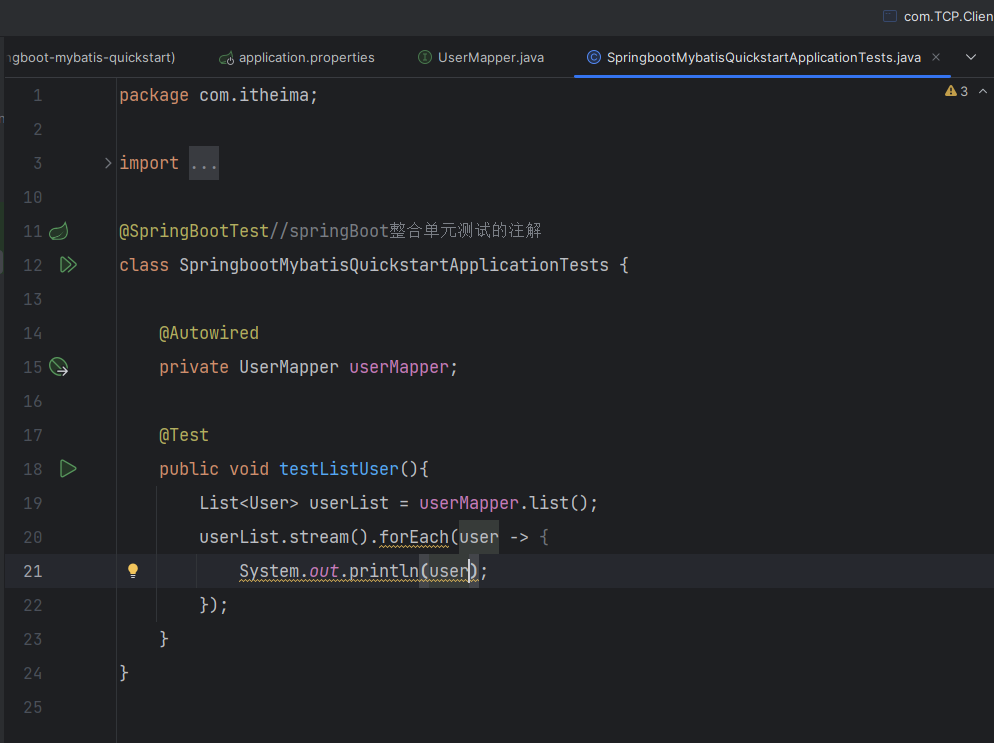 com.TCP.Clien
ngboot-mybatis-quickstart) application.properties UserMapper.java SpringbootMybatisQuickstartApplicationTests.java
3
1 package com.itheima;
2
3 import ...
10
11 @SpringBootTest//springBoot整合单元测试的注解
12 class SpringbootMybatisQuickstartApplicationTests {
13
14 @Autowired
15 private UserMapper userMapper;
16
17 @Test
18 public void testListUser(){
19 List<User> userList = userMapper.list();
20 userList.stream().forEach(user -> {
21 System.out.println(user);
22 });
23 }
24 }
25